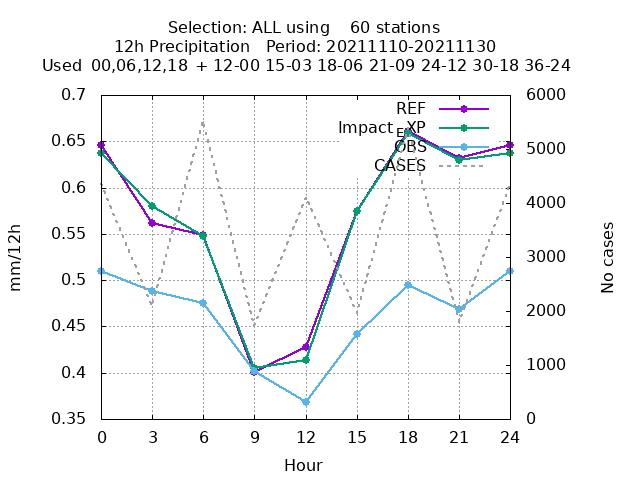 Selection: ALL using    60 stations
12h Precipitation   Period: 20211110-20211130
Used  00,06,12,18  + 12-00 15-03 18-06 21-09 24-12 30-18 36-24
0.7
0.65
0.6
0.55
0.5
0.45
0.4
0.35
6000
5000
4000
3000
2000
1000
0
REF
Impact_EXP
OBS
CASES
mm/12h
No cases
0 3 6 9 12 15 18 21 24
Hour